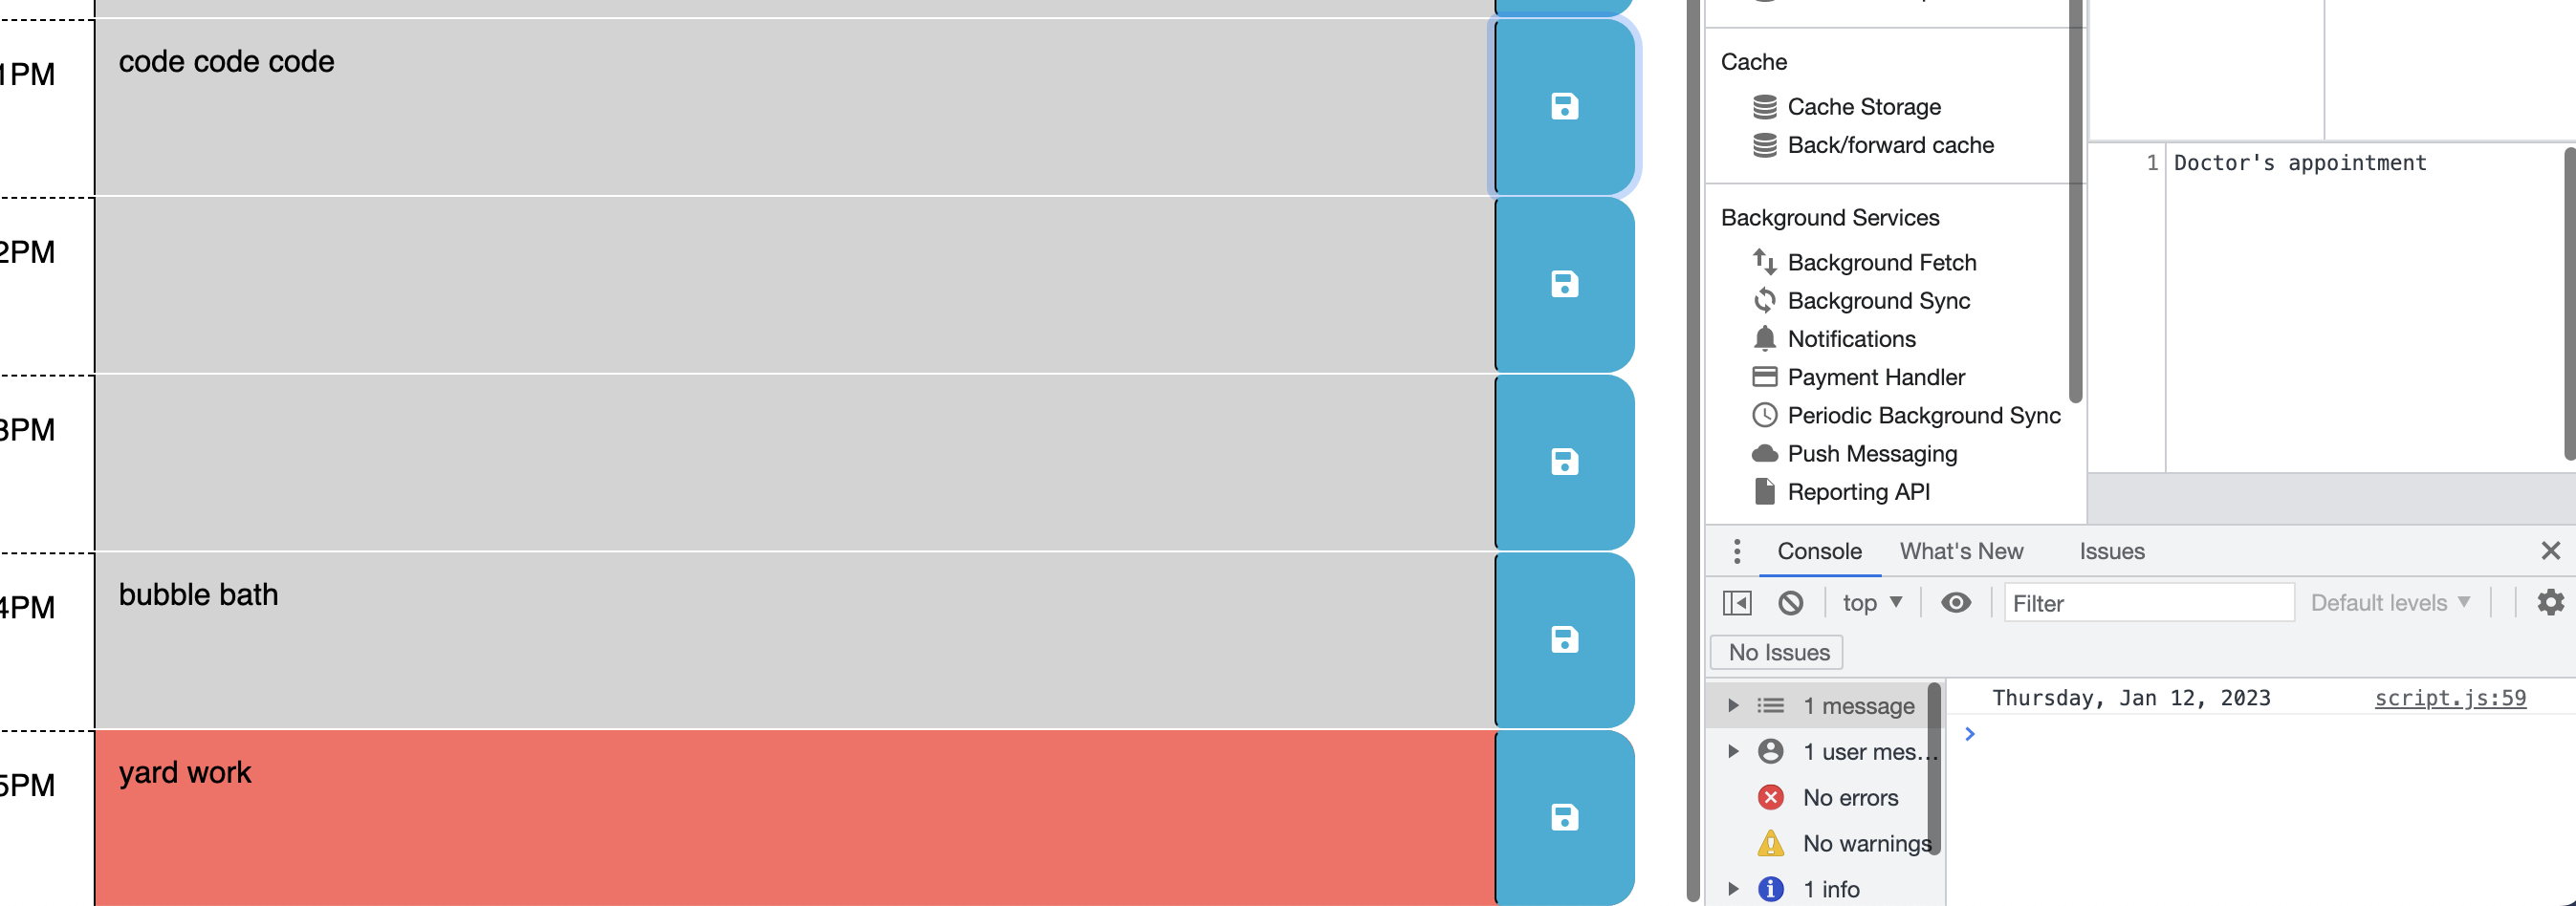 1PM
code code code
2PM
3PM
4PM
bubble bath
5PM
yard work
Cache
Cache Storage
Back/forward cache
Background Services
Background Fetch
Background Sync
Notifications
Payment Handler
Periodic Background Sync
Push Messaging
Reporting API
1 Doctor's appointment
Console What's New Issues
top Filter Default levels
No Issues
1 message
1 user mes…
No errors
No warnings
1 info
Thursday, Jan 12, 2023 script.js:59